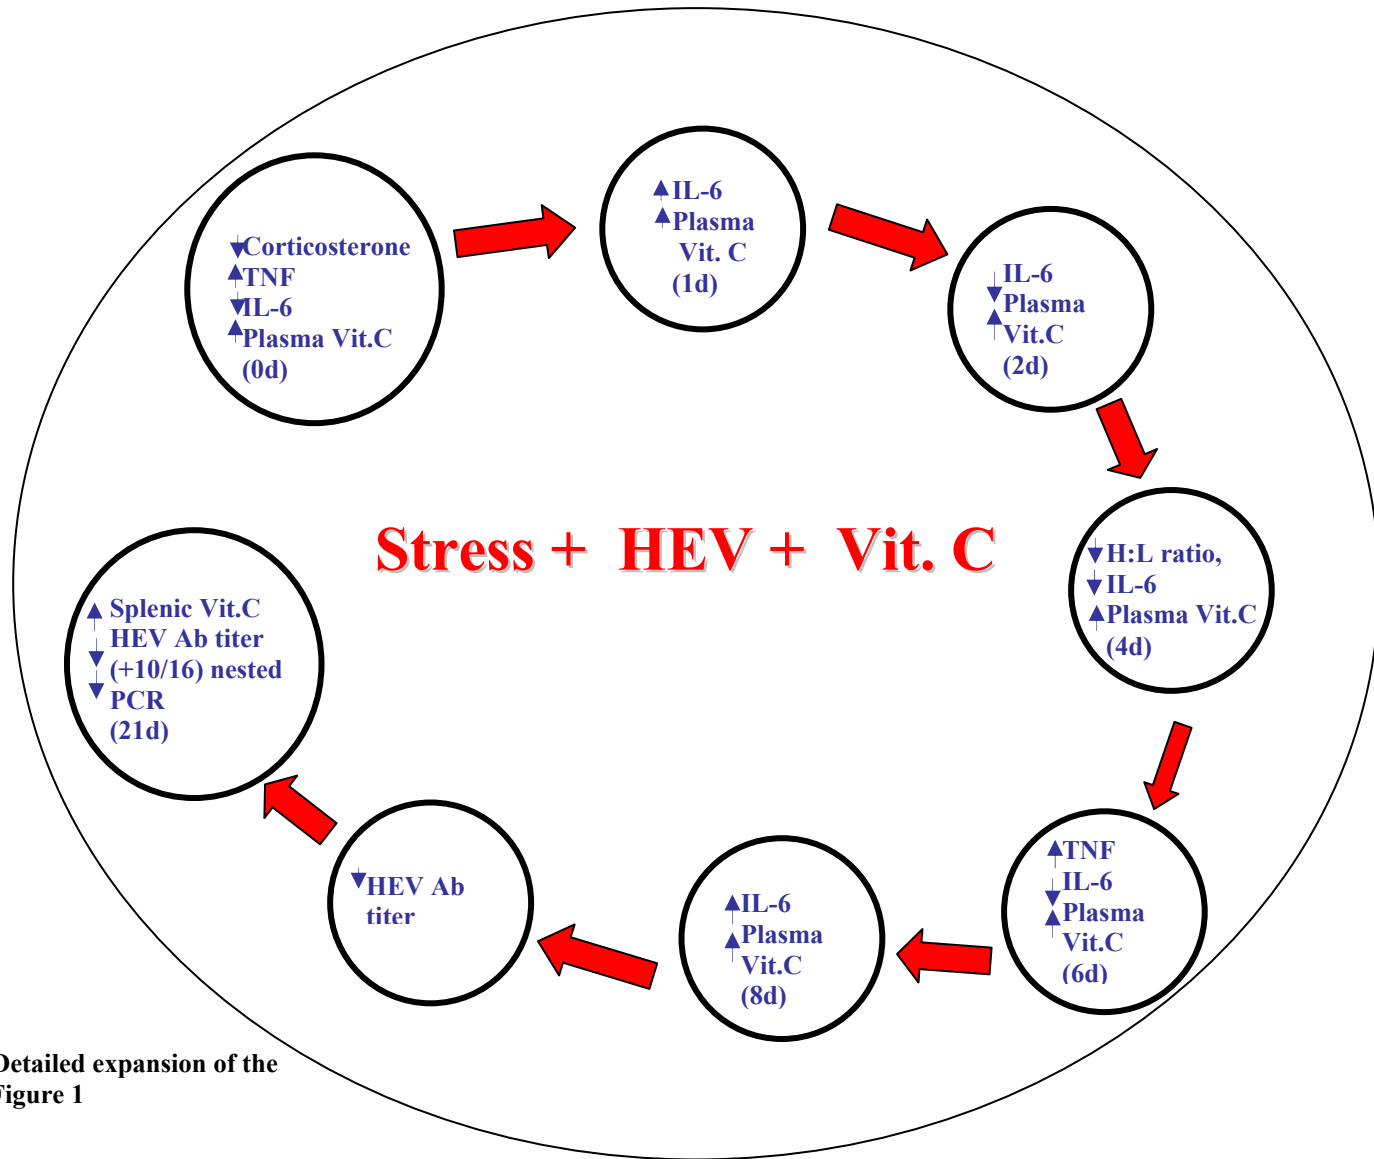 Corticosterone
TNF
IL-6
Plasma Vit.C
(0d)
IL-6
Plasma
Vit. C
(1d)
IL-6
Plasma
Vit.C
(2d)
H:L ratio,
IL-6
Plasma Vit.C
(4d)
TNF
IL-6
Plasma
Vit.C
(6d)
IL-6
Plasma
Vit.C
(8d)
HEV Ab
titer
Splenic Vit.C
HEV Ab titer
(+10/16) nested
PCR
(21d)
Stress + HEV + Vit. C
Detailed expansion of the
Figure 1